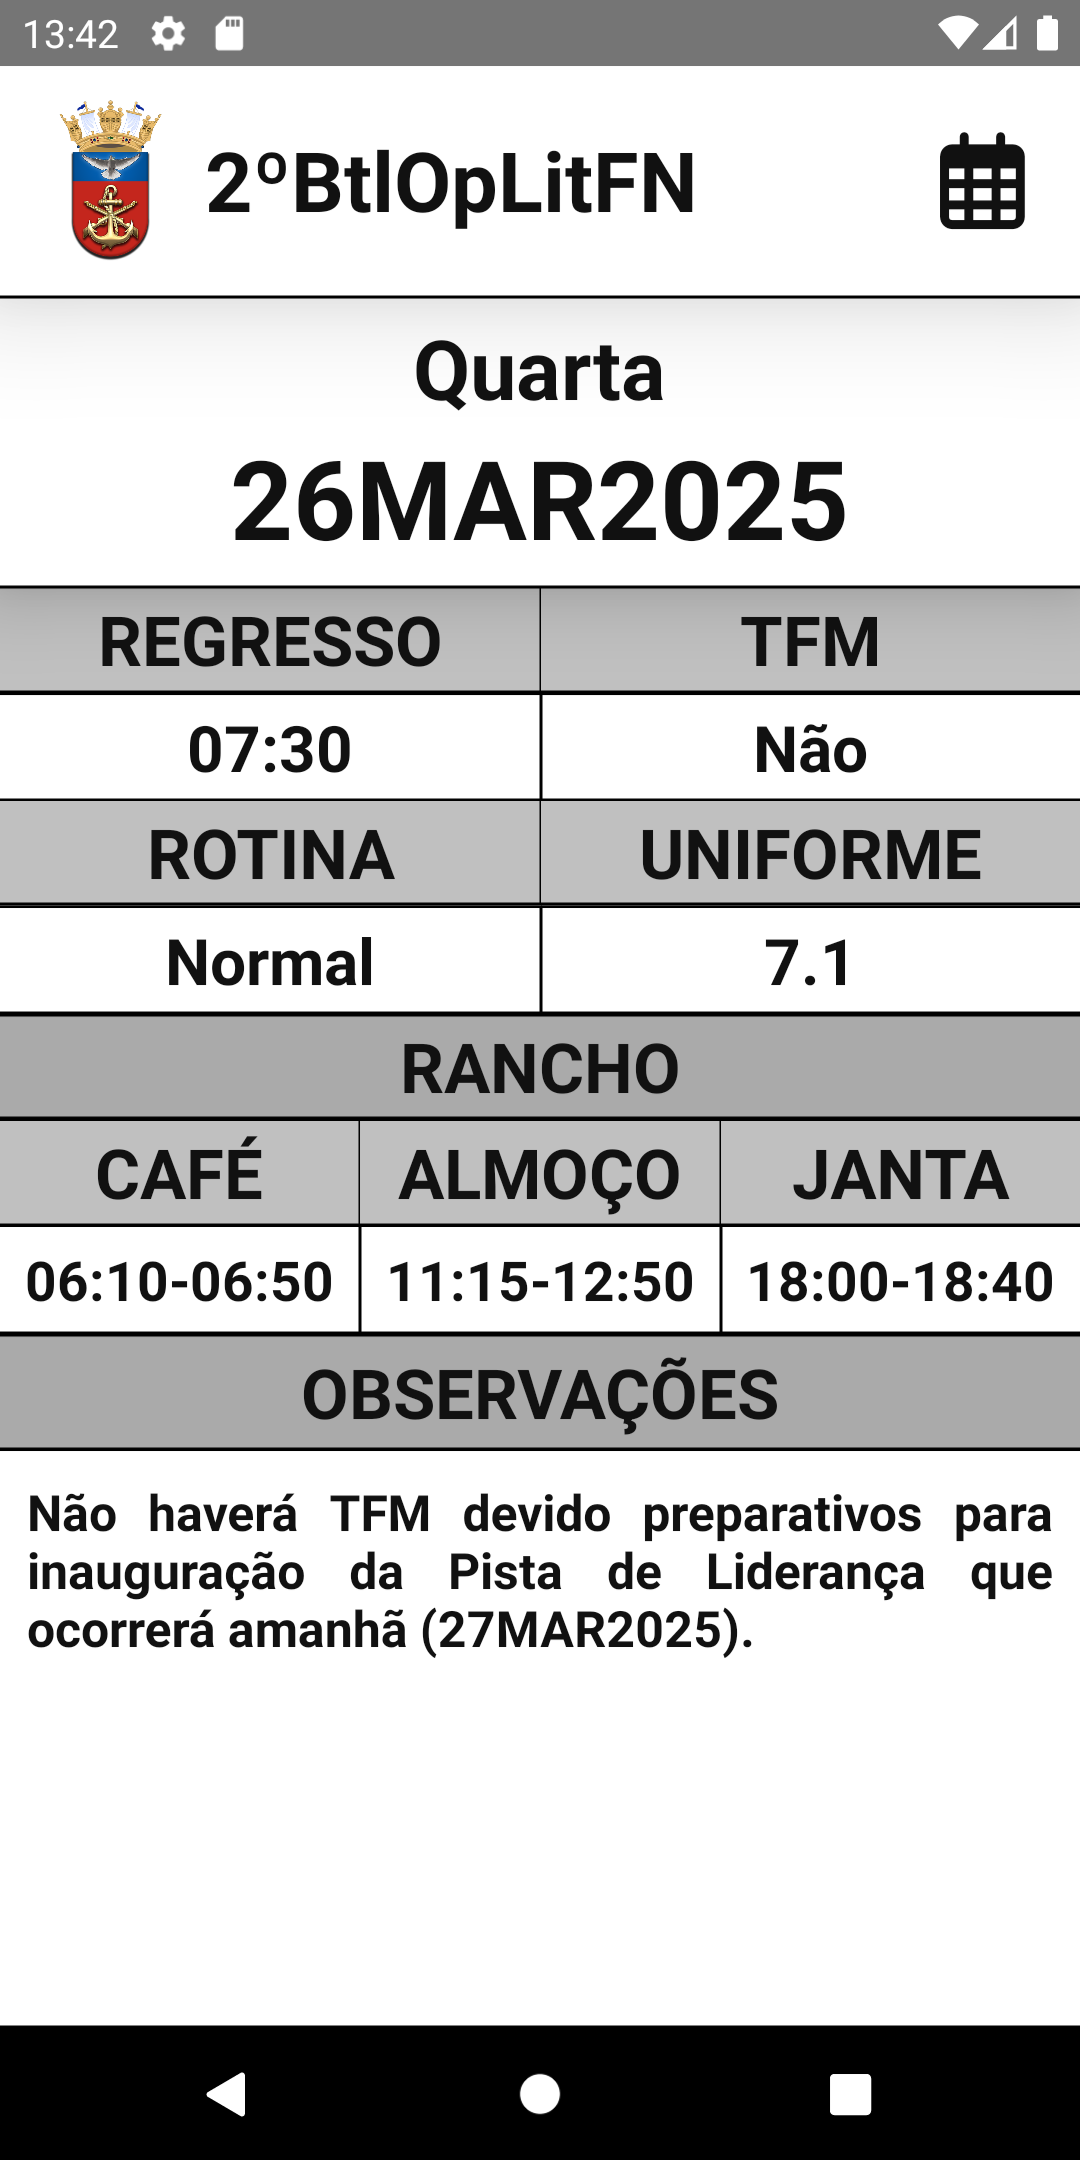 13:42
2ºBtlOpLitFN
Quarta
26MAR2025
REGRESSO TFM
07:30 Não
ROTINA UNIFORME
Normal 7.1
RANCHO
CAFÉ ALMOÇO JANTA
06:10-06:50 11:15-12:50 18:00-18:40
OBSERVAÇÕES
Não haverá TFM devido preparativos para
inauguração da Pista de Liderança que
ocorrerá amanhã (27MAR2025).